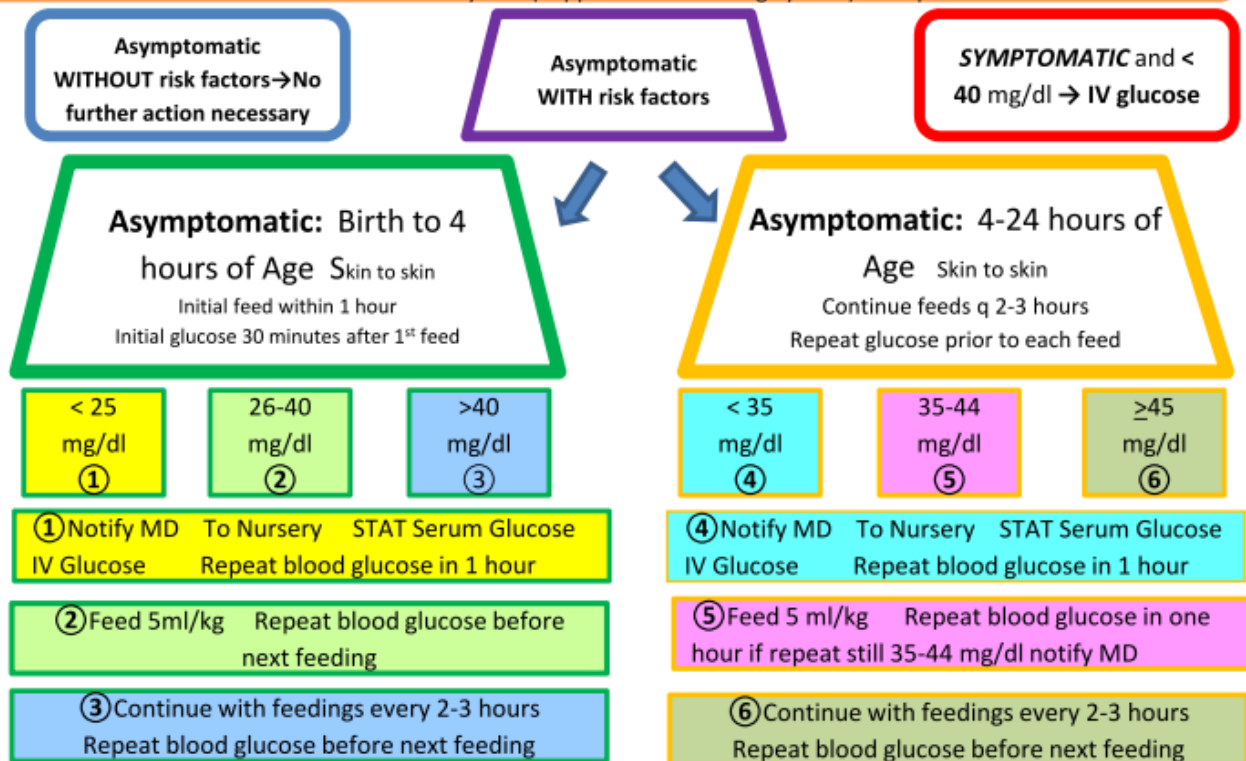 Asymptomatic
WITHOUT risk factors→No
further action necessary
Asymptomatic
WITH risk factors
SYMPTOMATIC and <
40 mg/dl → IV glucose
Asymptomatic: Birth to 4
hours of Age Skin to skin
Initial feed within 1 hour
Initial glucose 30 minutes after 1st feed
Asymptomatic: 4-24 hours of
Age Skin to skin
Continue feeds q 2-3 hours
Repeat glucose prior to each feed
< 25
mg/dl
①
26-40
mg/dl
②
>40
mg/dl
③
< 35
mg/dl
④
35-44
mg/dl
⑤
≥45
mg/dl
⑥
①Notify MD To Nursery STAT Serum Glucose
IV Glucose Repeat blood glucose in 1 hour
②Feed 5ml/kg Repeat blood glucose before
next feeding
③Continue with feedings every 2-3 hours
Repeat blood glucose before next feeding
④Notify MD To Nursery STAT Serum Glucose
IV Glucose Repeat blood glucose in 1 hour
⑤Feed 5 ml/kg Repeat blood glucose in one
hour if repeat still 35-44 mg/dl notify MD
⑥Continue with feedings every 2-3 hours
Repeat blood glucose before next feeding